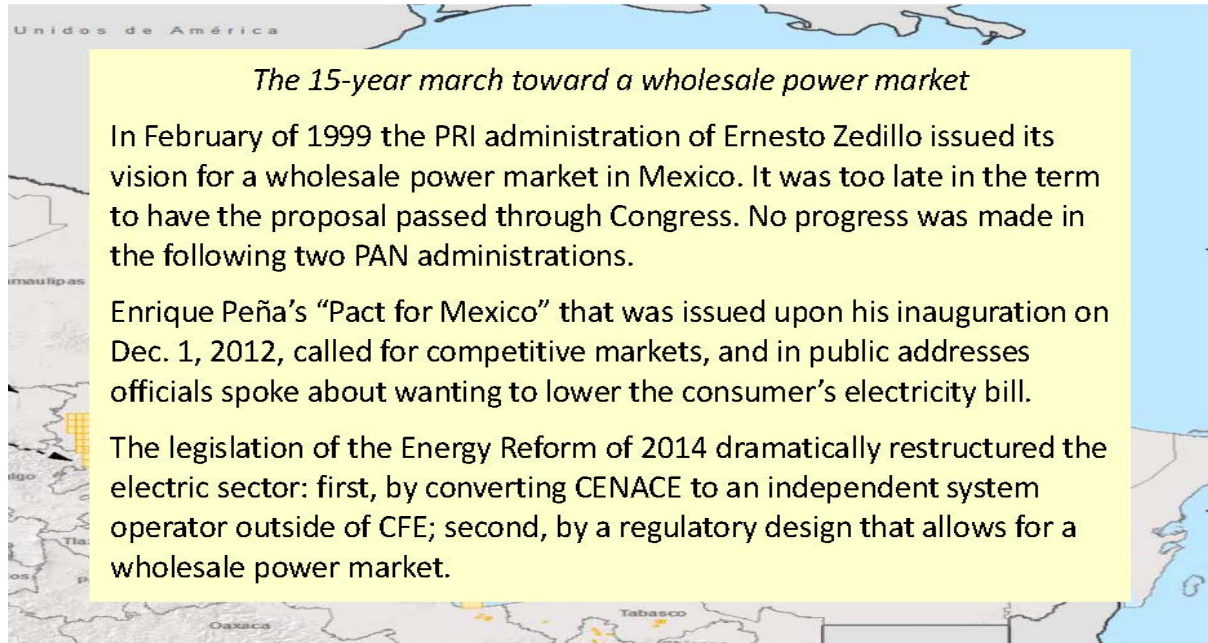 Unidos de América
The 15-year march toward a wholesale power market
In February of 1999 the PRI administration of Ernesto Zedillo issued its
vision for a wholesale power market in Mexico. It was too late in the term
to have the proposal passed through Congress. No progress was made in
the following two PAN administrations.
Enrique Peña’s “Pact for Mexico” that was issued upon his inauguration on
Dec. 1, 2012, called for competitive markets, and in public addresses
officials spoke about wanting to lower the consumer’s electricity bill.
The legislation of the Energy Reform of 2014 dramatically restructured the
electric sector: first, by converting CENACE to an independent system
operator outside of CFE; second, by a regulatory design that allows for a
wholesale power market.
Tabasco
Oaxaca